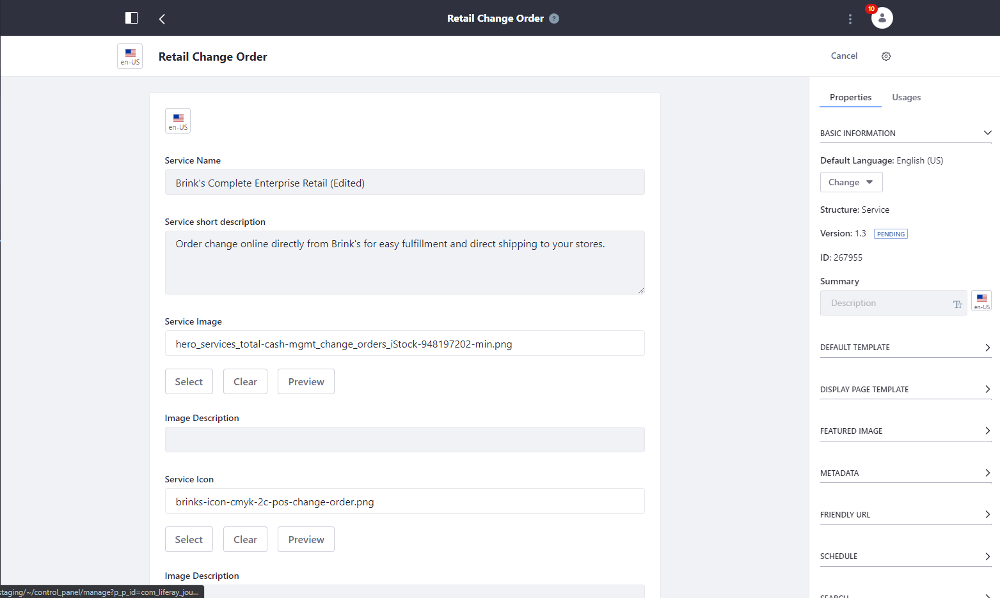 Retail Change Order ?
10
en-US
Retail Change Order
Cancel
en-US
Service Name
Brink's Complete Enterprise Retail (Edited)
Service short description
Order change online directly from Brink's for easy fulfillment and direct shipping to your stores.
Service Image
hero_services_total-cash-mgmt_change_orders_iStock-948197202-min.png
Select Clear Preview
Image Description
Service Icon
brinks-icon-cmyk-2c-pos-change-order.png
Select Clear Preview
Image Description
staging/~/control_panel/manage?p_p_id=com_liferay_jou...
Properties Usages
BASIC INFORMATION
Default Language: English (US)
Change
Structure: Service
Version: 1.3 PENDING
ID: 267955
Summary
Description
en-US
DEFAULT TEMPLATE
DISPLAY PAGE TEMPLATE
FEATURED IMAGE
METADATA
FRIENDLY URL
SCHEDULE
SEARCH